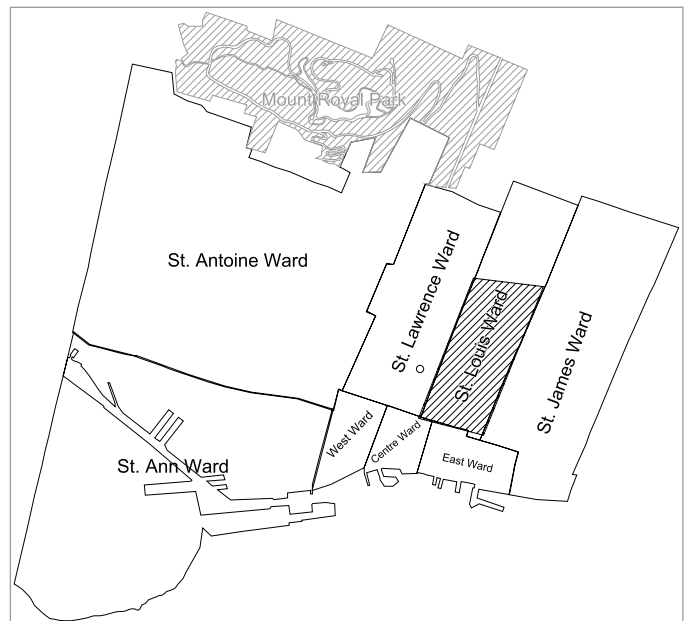 Mount Royal Park
St. Antoine Ward
St. Lawrence Ward
St. Louis Ward
St. James Ward
West Ward
Centre Ward
East Ward
St. Ann Ward